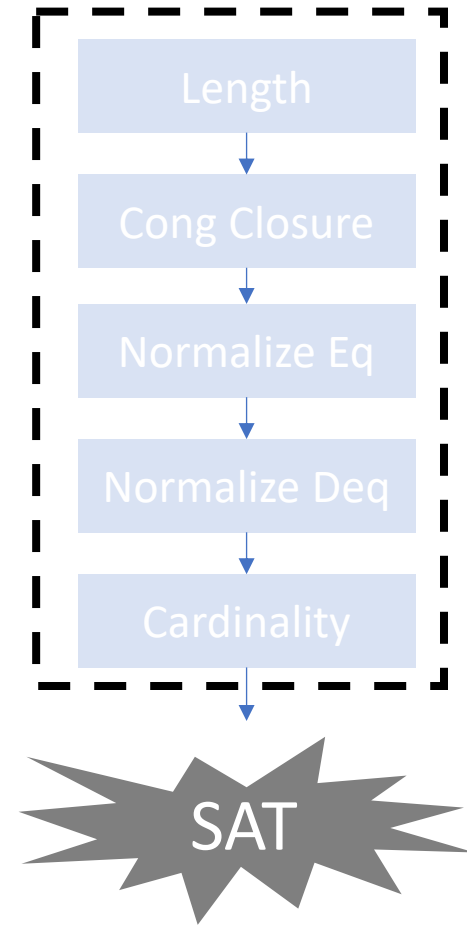 Length
Cong Closure
Normalize Eq
Normalize Deq
Cardinality
SAT